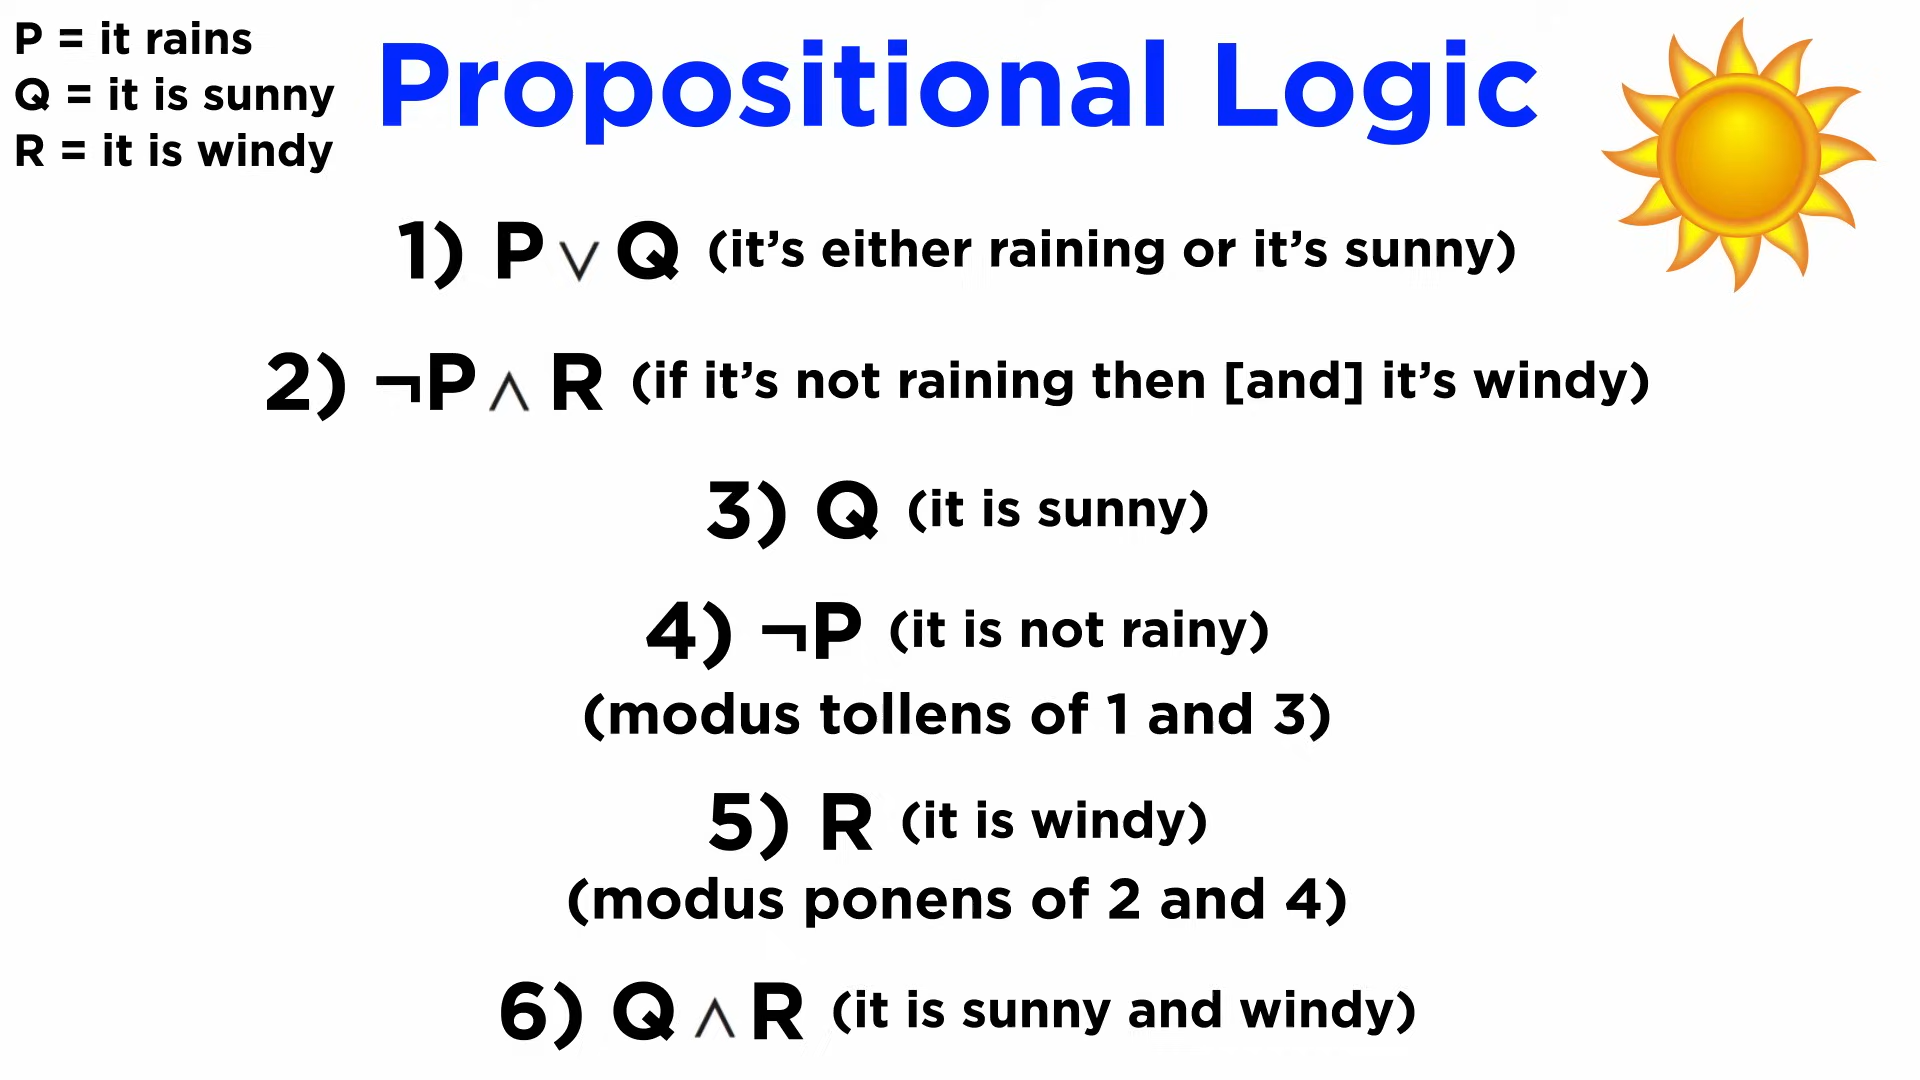 P = it rains
Q = it is sunny
R = it is windy
Propositional Logic
1) P ∨ Q (it’s either raining or it’s sunny)
2) ¬P ∧ R (if it’s not raining then [and] it’s windy)
3) Q (it is sunny)
4) ¬P (it is not rainy)
(modus tollens of 1 and 3)
5) R (it is windy)
(modus ponens of 2 and 4)
6) Q ∧ R (it is sunny and windy)